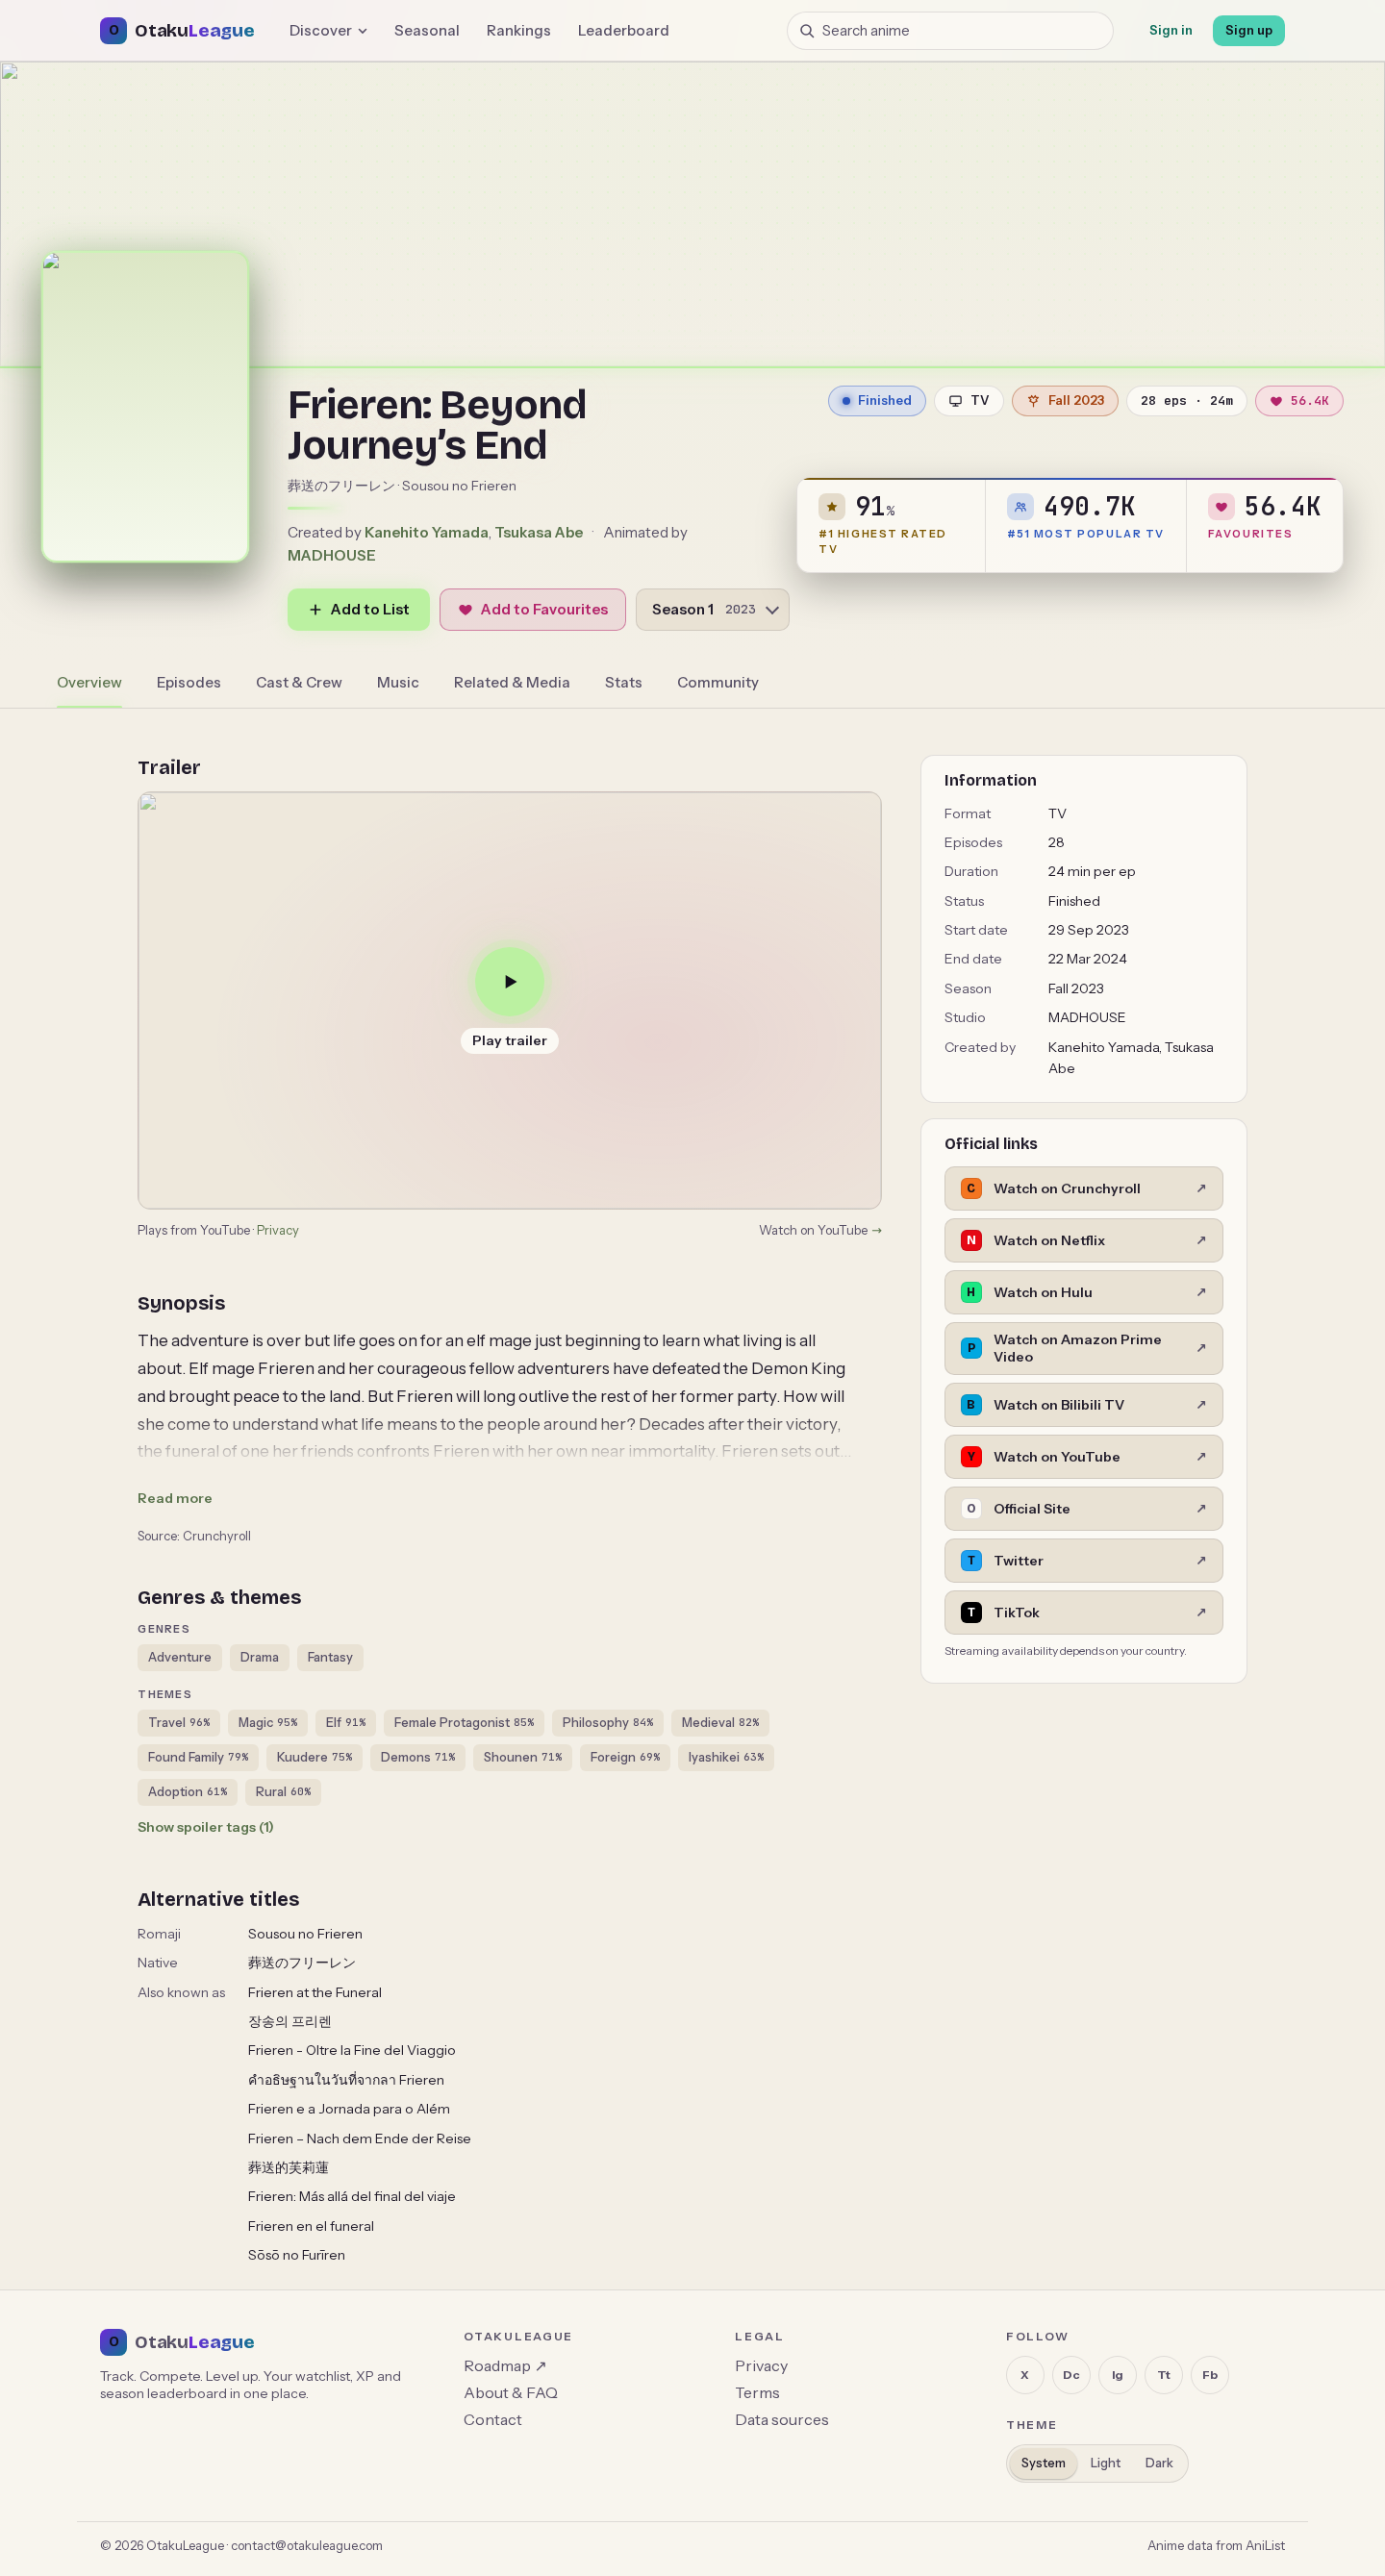 O OtakuLeague Discover Seasonal Rankings Leaderboard Search anime Sign in Sign up
Frieren: Beyond
Journey's End
葬送のフリーレン · Sousou no Frieren
Created by Kanehito Yamada, Tsukasa Abe · Animated by
MADHOUSE
Add to List Add to Favourites Season 1 2023
Finished TV Fall 2023 28 eps · 24m 56.4K
91% 490.7K 56.4K
#1 HIGHEST RATED
TV
#51 MOST POPULAR TV
FAVOURITES
Overview Episodes Cast & Crew Music Related & Media Stats Community
Trailer
Play trailer
Plays from YouTube · Privacy Watch on YouTube →
Synopsis
The adventure is over but life goes on for an elf mage just beginning to learn what living is all
about. Elf mage Frieren and her courageous fellow adventurers have defeated the Demon King
and brought peace to the land. But Frieren will long outlive the rest of her former party. How will
she come to understand what life means to the people around her? Decades after their victory,
the funeral of one her friends confronts Frieren with her own near immortality. Frieren sets out...
Read more
Source: Crunchyroll
Genres & themes
GENRES
Adventure Drama Fantasy
THEMES
Travel 96% Magic 95% Elf 91% Female Protagonist 85% Philosophy 84% Medieval 82%
Found Family 79% Kuudere 75% Demons 71% Shounen 71% Foreign 69% Iyashikei 63%
Adoption 61% Rural 60%
Show spoiler tags (1)
Alternative titles
Romaji Sousou no Frieren
Native 葬送のフリーレン
Also known as Frieren at the Funeral
장송의 프리렌
Frieren - Oltre la Fine del Viaggio
คำอธิษฐานในวันที่จากลา Frieren
Frieren e a Jornada para o Além
Frieren – Nach dem Ende der Reise
葬送的芙莉蓮
Frieren: Más allá del final del viaje
Frieren en el funeral
Sōsō no Furīren
Information
Format TV
Episodes 28
Duration 24 min per ep
Status Finished
Start date 29 Sep 2023
End date 22 Mar 2024
Season Fall 2023
Studio MADHOUSE
Created by Kanehito Yamada, Tsukasa
Abe
Official links
C Watch on Crunchyroll ↗
N Watch on Netflix ↗
H Watch on Hulu ↗
P Watch on Amazon Prime
Video ↗
B Watch on Bilibili TV ↗
Y Watch on YouTube ↗
O Official Site ↗
T Twitter ↗
T TikTok ↗
Streaming availability depends on your country.
O OtakuLeague
Track. Compete. Level up. Your watchlist, XP and
season leaderboard in one place.
OTAKULEAGUE
Roadmap ↗
About & FAQ
Contact
LEGAL
Privacy
Terms
Data sources
FOLLOW
X Dc Ig Tt Fb
THEME
System Light Dark
© 2026 OtakuLeague · contact@otakuleague.com Anime data from AniList